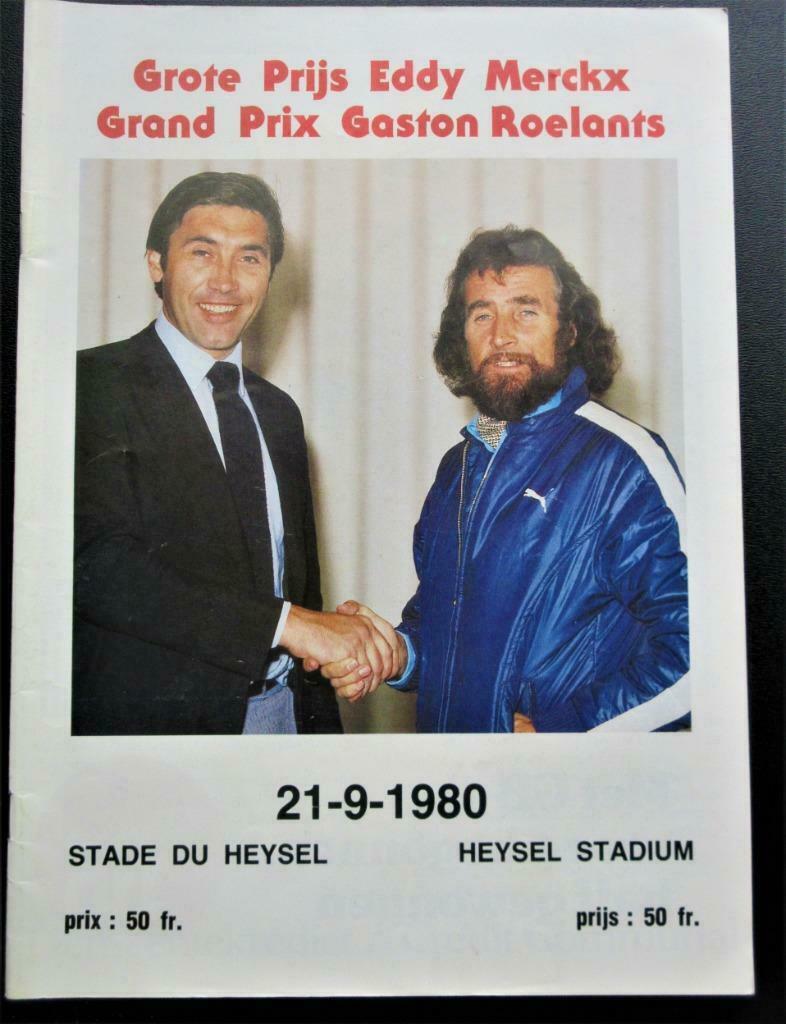 Grote Prijs Eddy Merckx
Grand Prix Gaston Roelants
21-9-1980
STADE DU HEYSEL
HEYSEL STADIUM
prix : 50 fr.
prijs : 50 fr.